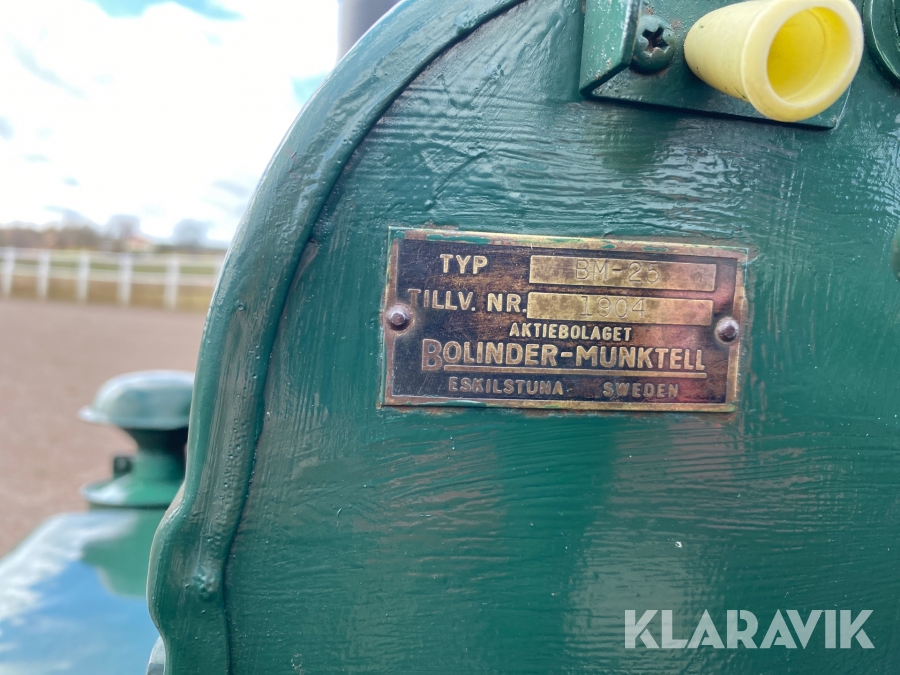 TYP BM-25
TILLV. NR. 1904
AKTIEBOLAGET
BOLINDER-MUNKTELL
ESKILSTUNA SWEDEN
KLARAVIK